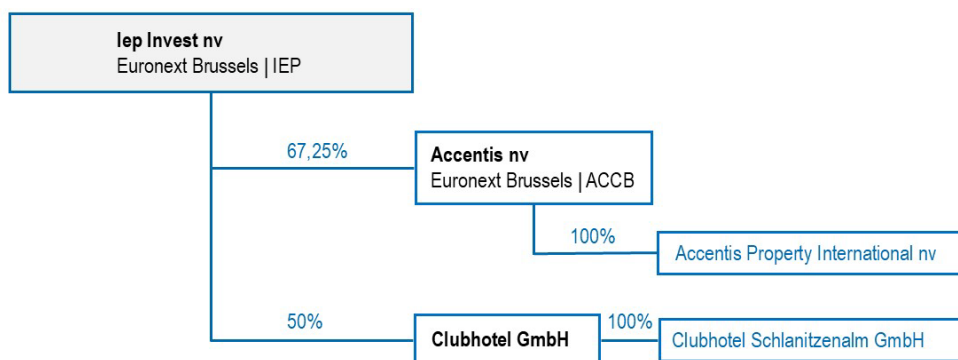 Iep Invest nv
Euronext Brussels | IEP
67,25%
Accentis nv
Euronext Brussels | ACCB
100%
Accentis Property International nv
50%
Clubhotel GmbH
100%
Clubhotel Schlanitzenalm GmbH